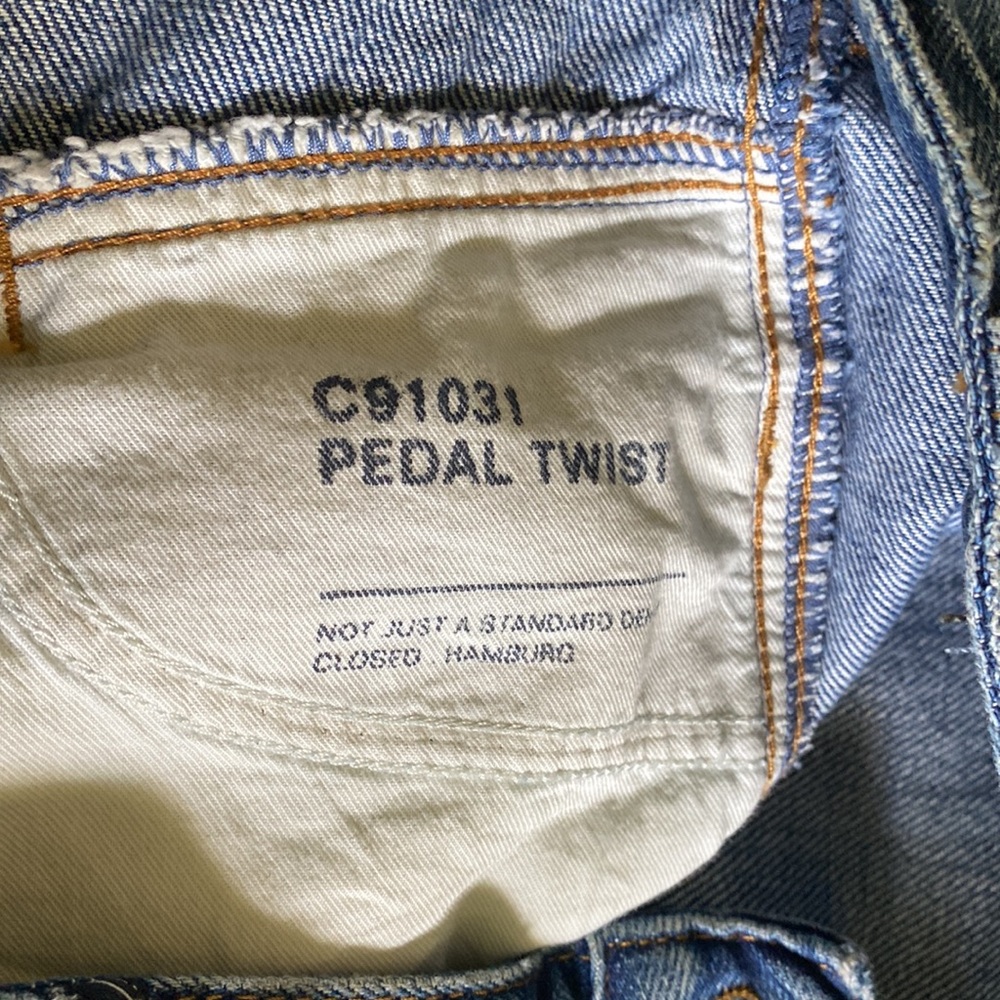 C91031
PEDAL TWIST
NOT JUST A STANDARD
CLOSED . HAMBURG